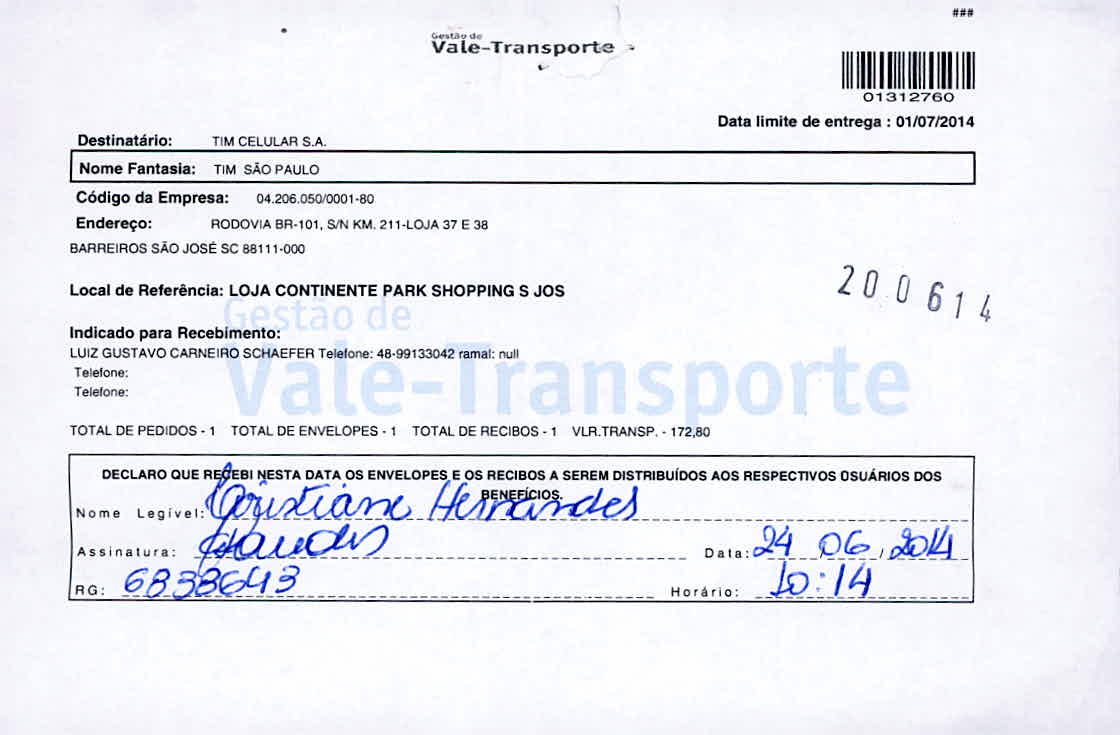 ###
Gestão de
Vale-Transporte
01312760
Data limite de entrega : 01/07/2014
Destinatário: TIM CELULAR S.A.
Nome Fantasia: TIM SÃO PAULO
Código da Empresa: 04.206.050/0001-80
Endereço: RODOVIA BR-101, S/N KM. 211-LOJA 37 E 38
BARREIROS SÃO JOSÉ SC 88111-000
Local de Referência: LOJA CONTINENTE PARK SHOPPING S JOS
200614
Gestão de
Vale-Transporte
Indicado para Recebimento:
LUIZ GUSTAVO CARNEIRO SCHAEFER Telefone: 48-99133042 ramal: null
Telefone:
Telefone:
TOTAL DE PEDIDOS - 1 TOTAL DE ENVELOPES - 1 TOTAL DE RECIBOS - 1 VLR.TRANSP. - 172,80
DECLARO QUE RECEBI NESTA DATA OS ENVELOPES E OS RECIBOS A SEREM DISTRIBUÍDOS AOS RESPECTIVOS USUÁRIOS DOS
BENEFÍCIOS.
Nome Legível: Cristiane Hernandes
Assinatura: Data: 24 / 06 / 2014
RG: 6838643 Horário: 10:14